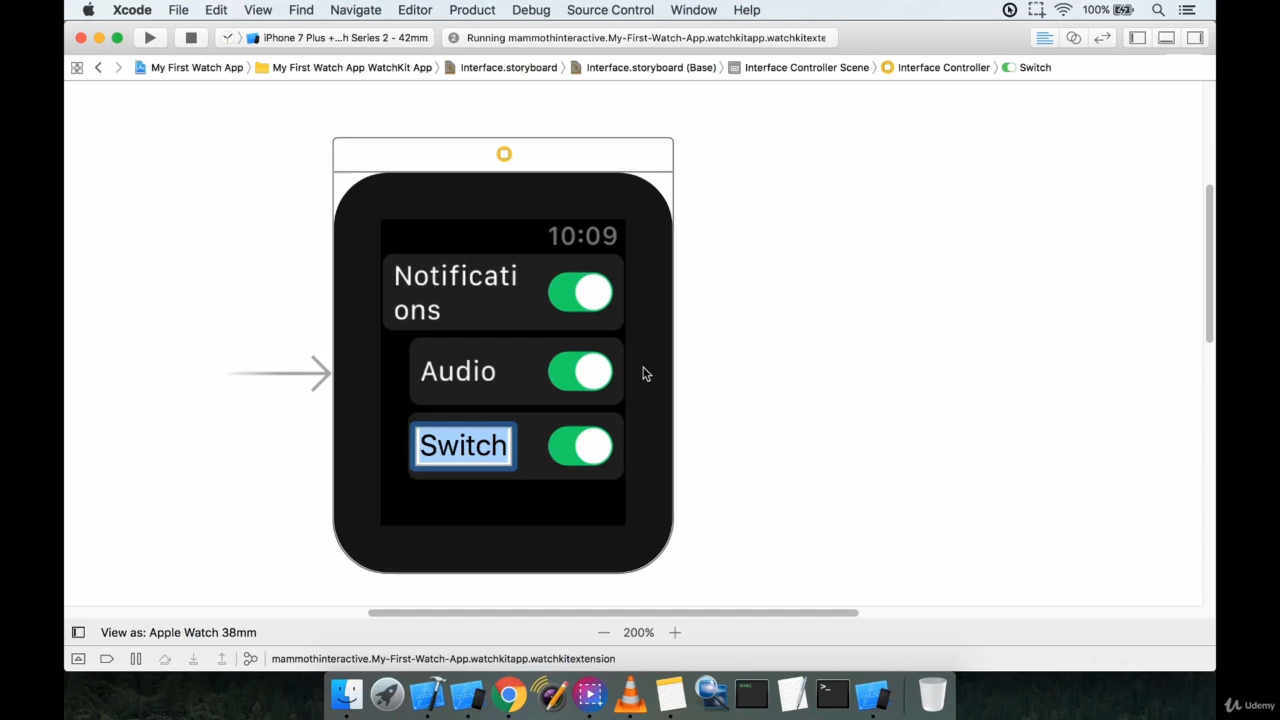 Xcode File Edit View Find Navigate Editor Product Debug Source Control Window Help 100%
iPhone 7 Plus +...h Series 2 - 42mm 2 Running mammothinteractive.My-First-Watch-App.watchkitapp.watchkitexte
My First Watch App My First Watch App WatchKit App Interface.storyboard Interface.storyboard (Base) Interface Controller Scene Interface Controller Switch
10:09
Notificati
ons
Audio
Switch
View as: Apple Watch 38mm 200%
mammothinteractive.My-First-Watch-App.watchkitapp.watchkitextension
exec
Udemy